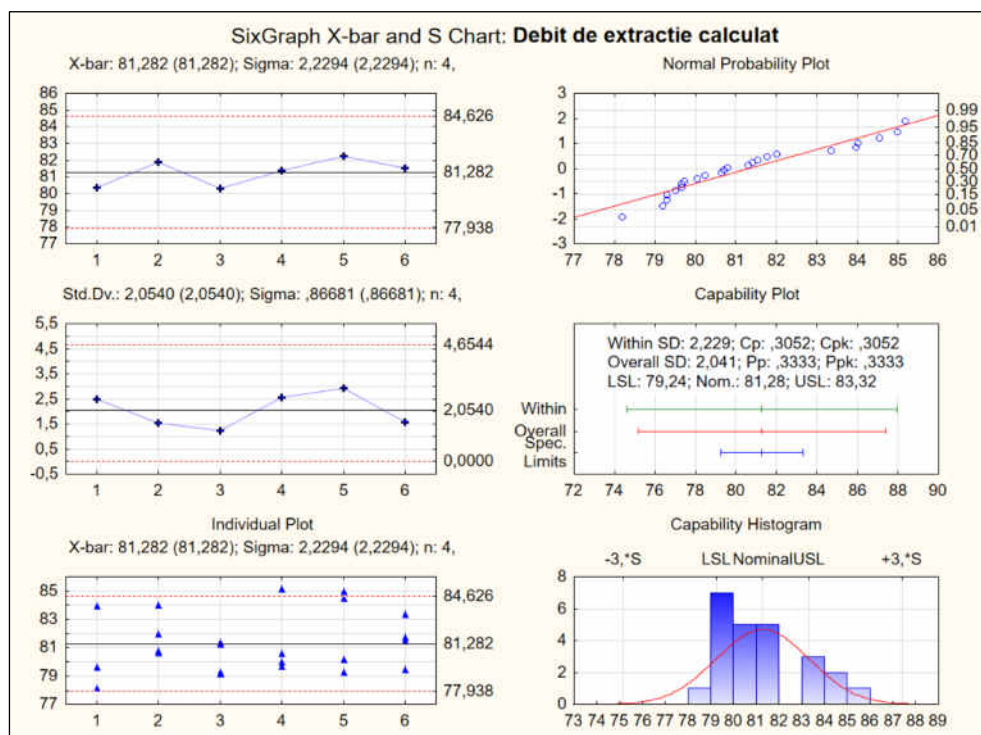 SixGraph X-bar and S Chart: Debit de extractie calculat
X-bar: 81,282 (81,282); Sigma: 2,2294 (2,2294); n: 4,
86
85
84
83
82
81
80
79
78
77
84,626
81,282
77,938
1 2 3 4 5 6
Normal Probability Plot
3
2
1
0
-1
-2
-3
0.99
0.95
0.85
0.70
0.50
0.30
0.15
0.05
0.01
77 78 79 80 81 82 83 84 85 86
Std.Dv.: 2,0540 (2,0540); Sigma: ,86681 (,86681); n: 4,
5,5
4,5
3,5
2,5
1,5
0,5
-0,5
4,6544
2,0540
0,0000
1 2 3 4 5 6
Capability Plot
Within SD: 2,229; Cp: ,3052; Cpk: ,3052
Overall SD: 2,041; Pp: ,3333; Ppk: ,3333
LSL: 79,24; Nom.: 81,28; USL: 83,32
Within
Overall
Spec.
Limits
72 74 76 78 80 82 84 86 88 90
Individual Plot
X-bar: 81,282 (81,282); Sigma: 2,2294 (2,2294); n: 4,
85
83
81
79
77
84,626
81,282
77,938
1 2 3 4 5 6
Capability Histogram
-3,*S LSL Nominal USL +3,*S
8
6
4
2
0
73 74 75 76 77 78 79 80 81 82 83 84 85 86 87 88 89